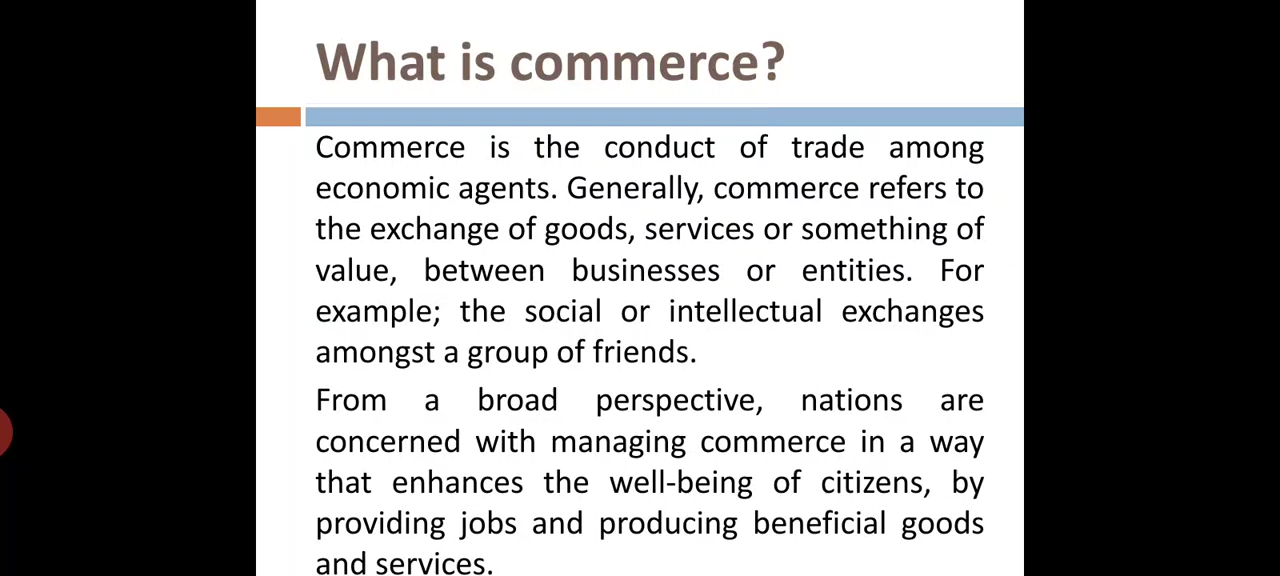 What is commerce?
Commerce is the conduct of trade among
economic agents. Generally, commerce refers to
the exchange of goods, services or something of
value, between businesses or entities. For
example; the social or intellectual exchanges
amongst a group of friends.
From a broad perspective, nations are
concerned with managing commerce in a way
that enhances the well-being of citizens, by
providing jobs and producing beneficial goods
and services.